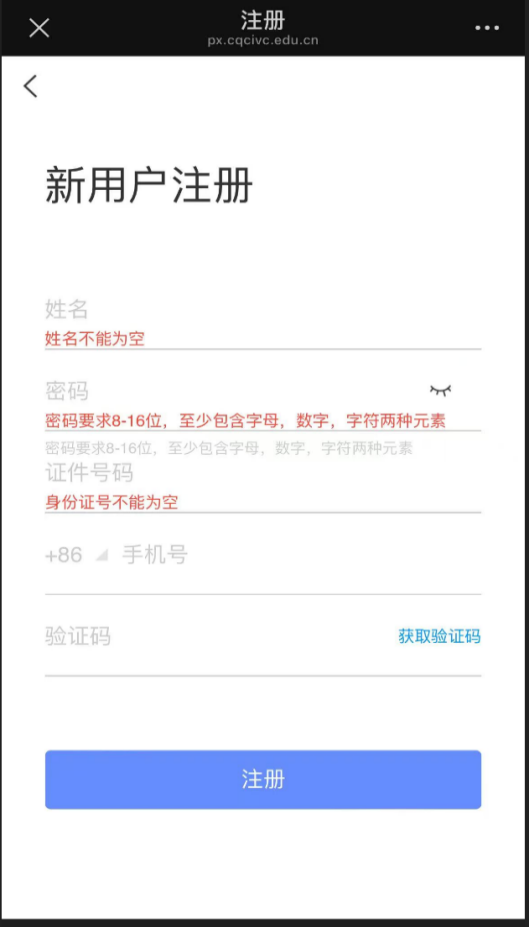 注册
px.cqcivc.edu.cn
新用户注册
姓名
姓名不能为空
密码
密码要求8-16位，至少包含字母，数字，字符两种元素
密码要求8-16位，至少包含字母，数字，字符两种元素
证件号码
身份证号不能为空
+86 手机号
验证码 获取验证码
注册